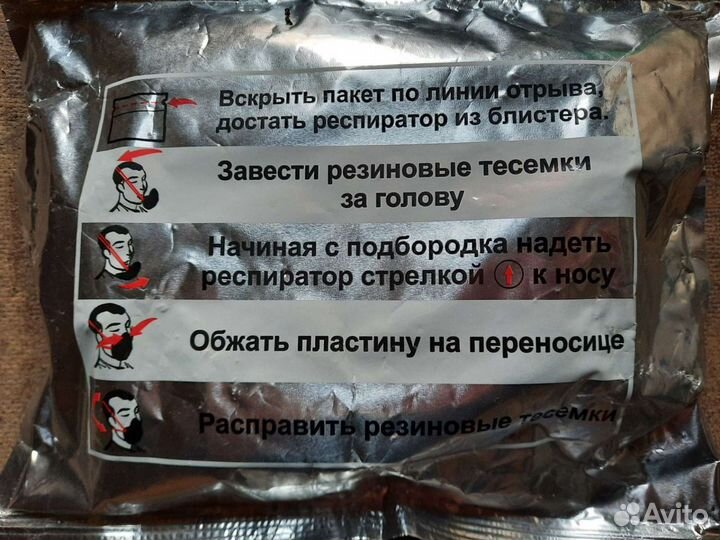 Вскрыть пакет по линии отрыва,
достать респиратор из блистера.
Завести резиновые тесемки
за голову
Начиная с подбородка надеть
респиратор стрелкой ↑ к носу
Обжать пластину на переносице
Расправить резиновые тесемки
Avito